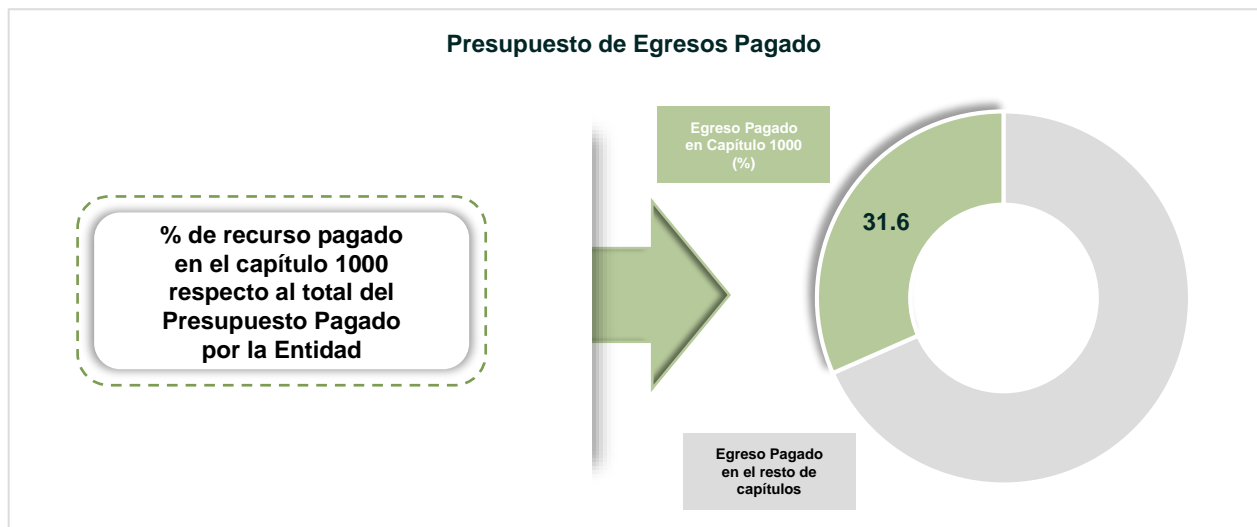 Presupuesto de Egresos Pagado
Egreso Pagado
en Capítulo 1000
(%)
31.6
% de recurso pagado
en el capítulo 1000
respecto al total del
Presupuesto Pagado
por la Entidad
Egreso Pagado
en el resto de
capítulos